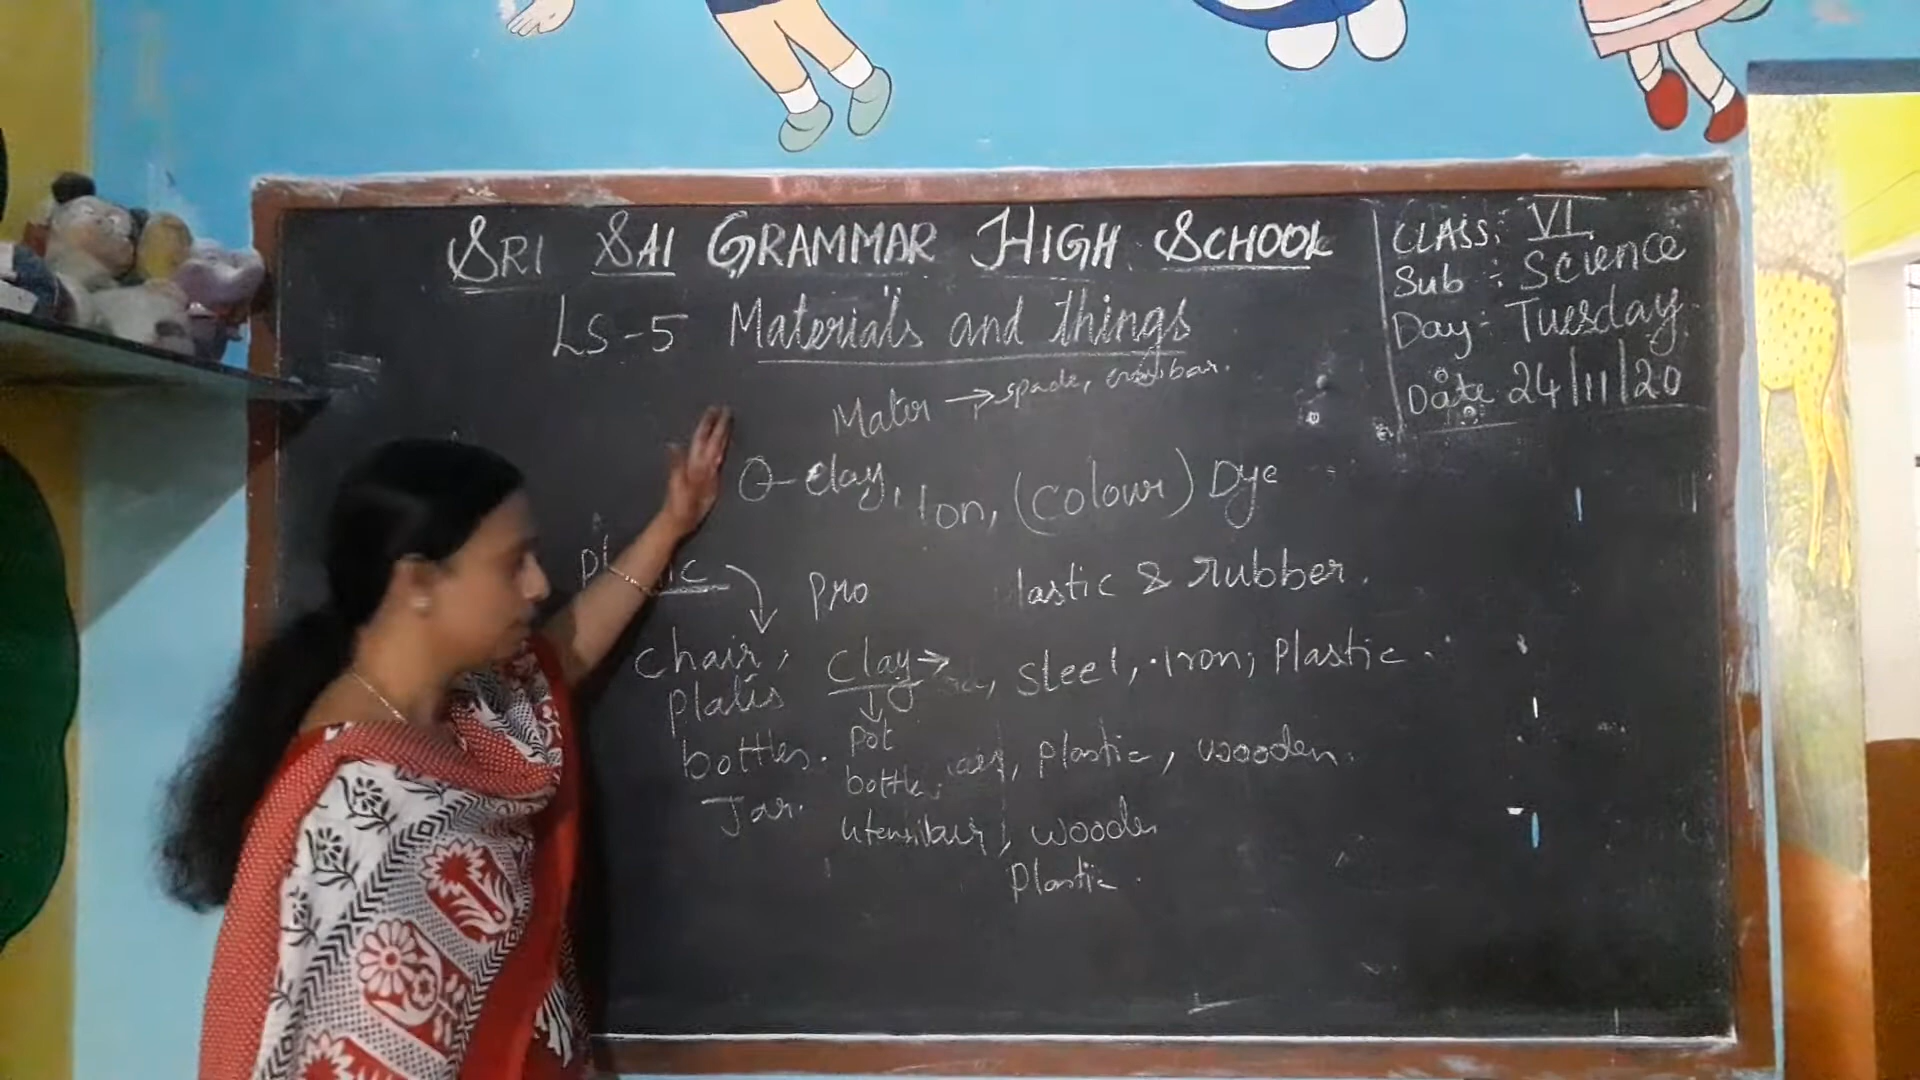 SRI SAI GRAMMAR HIGH SCHOOL
CLASS: VI
Sub : Science
Day: Tuesday
Date 24/11/20
LS-5 Materials and things
Mater → spade,
clay, Ion, (colour) Dye
Pro lastic & rubber.
chair, clay → steel, Iron, Plastic.
plates
bottles. Pot
plastic, wooden.
Jar. bottle,
wooden
Plastic.